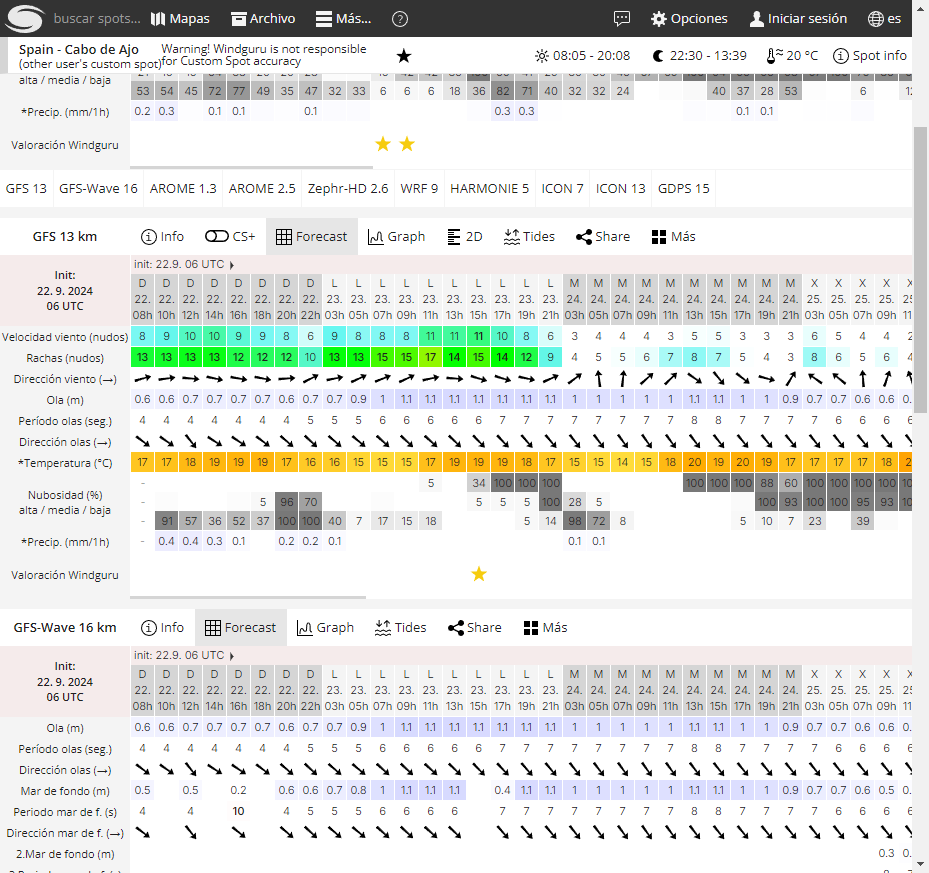 buscar spots... Mapas Archivo Más... ? Opciones Iniciar sesión es
Spain - Cabo de Ajo
(other user's custom spot)
Warning! Windguru is not responsible
for Custom Spot accuracy
08:05 - 20:08 22:30 - 13:39 20 °C Spot info
alta / media / baja 53 54 45 72 77 49 35 47 32 33 6 6 6 18 36 82 71 40 32 32 24 40 37 28 53 6
*Precip. (mm/1h) 0.2 0.3 0.1 0.1 0.1 0.3 0.3 0.1 0.1
Valoración Windguru
GFS 13 GFS-Wave 16 AROME 1.3 AROME 2.5 Zephr-HD 2.6 WRF 9 HARMONIE 5 ICON 7 ICON 13 GDPS 15
GFS 13 km Info CS+ Forecast Graph 2D Tides Share Más
init: 22.9. 06 UTC
Init:
22. 9. 2024
06 UTC
D D D D D D D D L L L L L L L L L L M M M M M M M M M M X X X X
22. 22. 22. 22. 22. 22. 22. 22. 23. 23. 23. 23. 23. 23. 23. 23. 23. 23. 24. 24. 24. 24. 24. 24. 24. 24. 24. 24. 25. 25. 25. 25.
08h 10h 12h 14h 16h 18h 20h 22h 03h 05h 07h 09h 11h 13h 15h 17h 19h 21h 03h 05h 07h 09h 11h 13h 15h 17h 19h 21h 03h 05h 07h 09h
Velocidad viento (nudos) 8 9 10 10 9 9 8 6 9 8 8 8 11 11 11 10 8 6 3 4 4 4 3 5 5 3 3 3 6 5 4 4
Rachas (nudos) 13 13 13 13 12 12 12 10 13 13 15 15 17 14 15 14 12 9 4 5 5 6 7 8 7 5 4 3 8 6 5 6
Dirección viento (→)
Ola (m) 0.6 0.6 0.7 0.7 0.7 0.7 0.6 0.7 0.7 0.9 1 1.1 1.1 1.1 1.1 1.1 1.1 1.1 1 1 1 1 1 1.1 1.1 1 1 0.9 0.7 0.7 0.6 0.6
Período olas (seg.) 4 4 4 4 4 4 4 5 5 5 6 6 6 6 6 7 7 7 7 7 7 7 7 8 8 7 7 7 7 6 6 6
Dirección olas (→)
*Temperatura (°C) 17 17 18 19 19 19 17 16 16 15 15 15 17 19 19 19 18 17 15 15 14 15 18 20 19 20 19 17 17 17 17 18
Nubosidad (%)
alta / media / baja
- 5 34 100 100 100 100 100 100 88 60 100 100 100 100
- 5 96 70 5 5 5 100 28 5 100 93 100 100 95 93
- 91 57 36 52 37 100 100 40 7 17 15 18 5 14 98 72 8 5 10 7 23 39
*Precip. (mm/1h) - 0.4 0.4 0.3 0.1 0.2 0.2 0.1 0.1 0.1
Valoración Windguru
GFS-Wave 16 km Info Forecast Graph Tides Share Más
init: 22.9. 06 UTC
Init:
22. 9. 2024
06 UTC
D D D D D D D D L L L L L L L L L L M M M M M M M M M M X X X X
22. 22. 22. 22. 22. 22. 22. 22. 23. 23. 23. 23. 23. 23. 23. 23. 23. 23. 24. 24. 24. 24. 24. 24. 24. 24. 24. 24. 25. 25. 25. 25.
08h 10h 12h 14h 16h 18h 20h 22h 03h 05h 07h 09h 11h 13h 15h 17h 19h 21h 03h 05h 07h 09h 11h 13h 15h 17h 19h 21h 03h 05h 07h 09h
Ola (m) 0.6 0.6 0.7 0.7 0.7 0.7 0.6 0.7 0.7 0.9 1 1.1 1.1 1.1 1.1 1.1 1.1 1.1 1 1 1 1 1 1.1 1.1 1 1 0.9 0.7 0.7 0.6 0.6
Período olas (seg.) 4 4 4 4 4 4 4 5 5 5 6 6 6 6 6 7 7 7 7 7 7 7 7 8 8 7 7 7 7 6 6 6
Dirección olas (→)
Mar de fondo (m) 0.5 0.5 0.2 0.6 0.6 0.7 0.8 1 1.1 1.1 1.1 0.4 1.1 1.1 1 1 1 1 1 1.1 1.1 1 1 0.9 0.7 0.7 0.6 0.5
Periodo mar de f. (s) 4 4 10 4 5 5 5 6 6 6 6 7 7 7 7 7 7 7 7 8 8 7 7 7 7 6 6 6
Dirección mar de f. (→)
2.Mar de fondo (m) 0.3